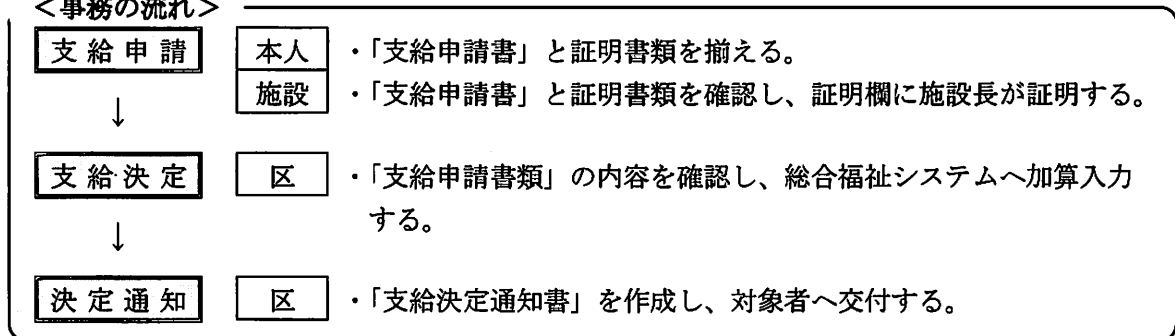 <事務の流れ>
支給申請 本人 ・「支給申請書」と証明書類を揃える。
施設 ・「支給申請書」と証明書類を確認し、証明欄に施設長が証明する。
↓
支給決定 区 ・「支給申請書類」の内容を確認し、総合福祉システムへ加算入力
する。
↓
決定通知 区 ・「支給決定通知書」を作成し、対象者へ交付する。